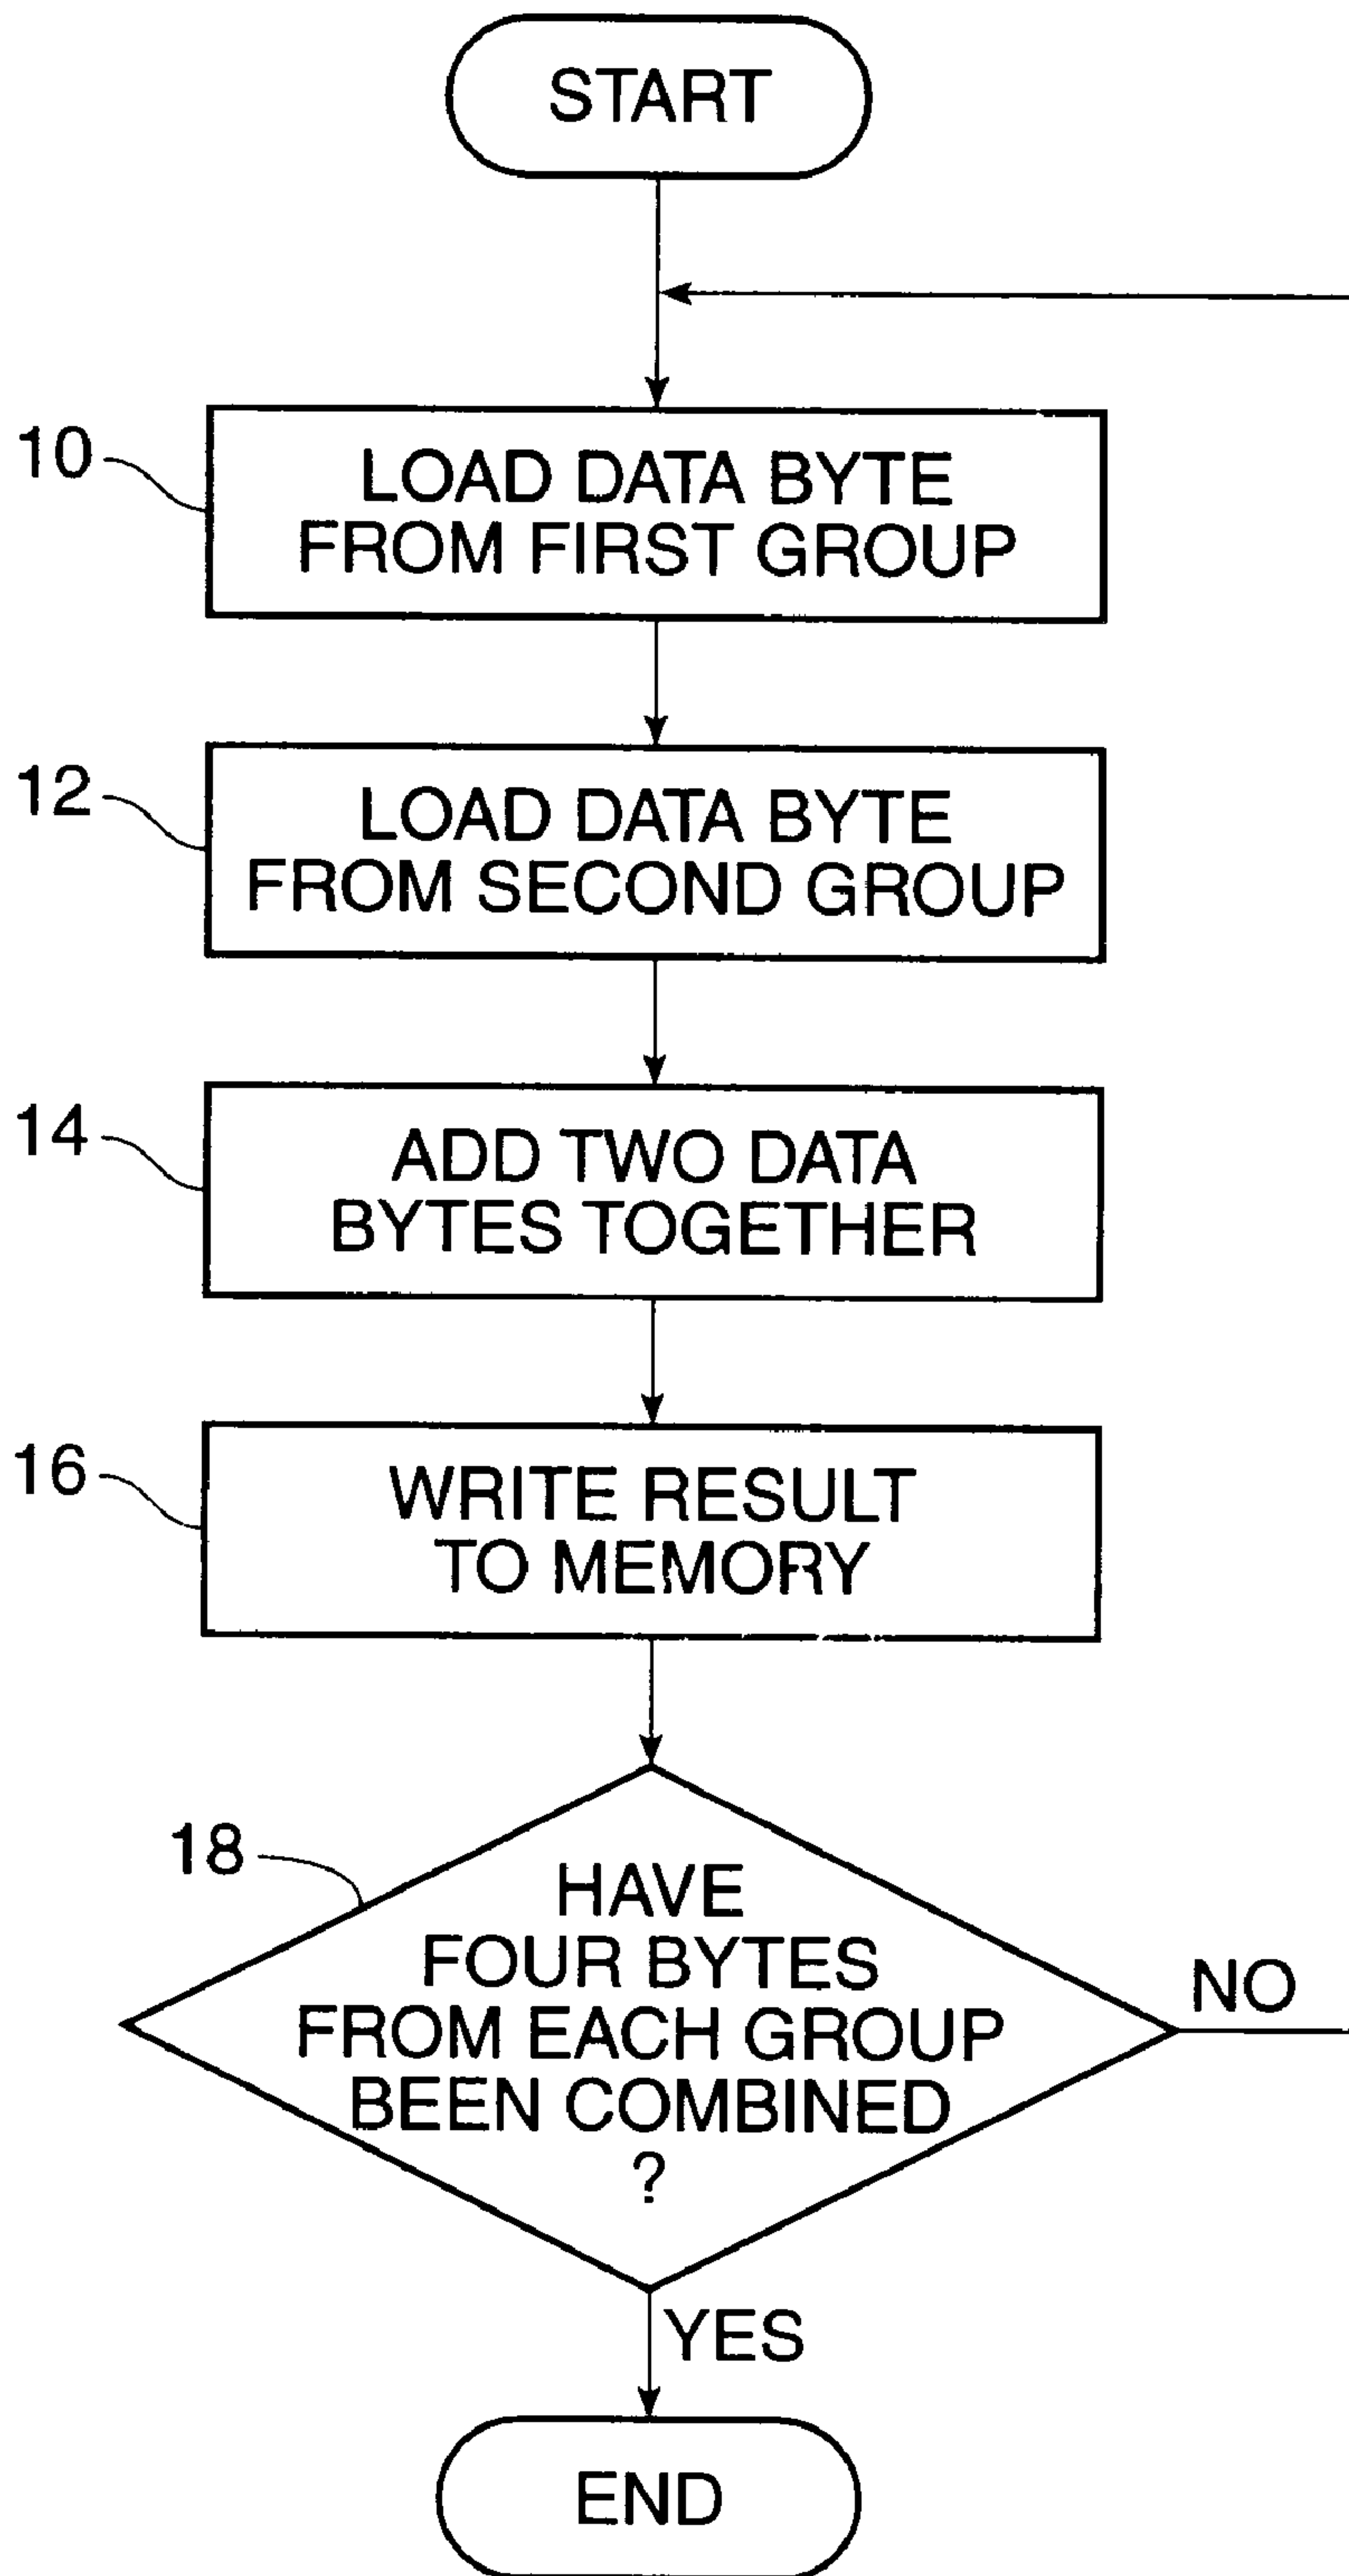 START
10
LOAD DATA BYTE
FROM FIRST GROUP
12
LOAD DATA BYTE
FROM SECOND GROUP
14
ADD TWO DATA
BYTES TOGETHER
16
WRITE RESULT
TO MEMORY
18
HAVE
FOUR BYTES
FROM EACH GROUP
BEEN COMBINED
?
NO
YES
END